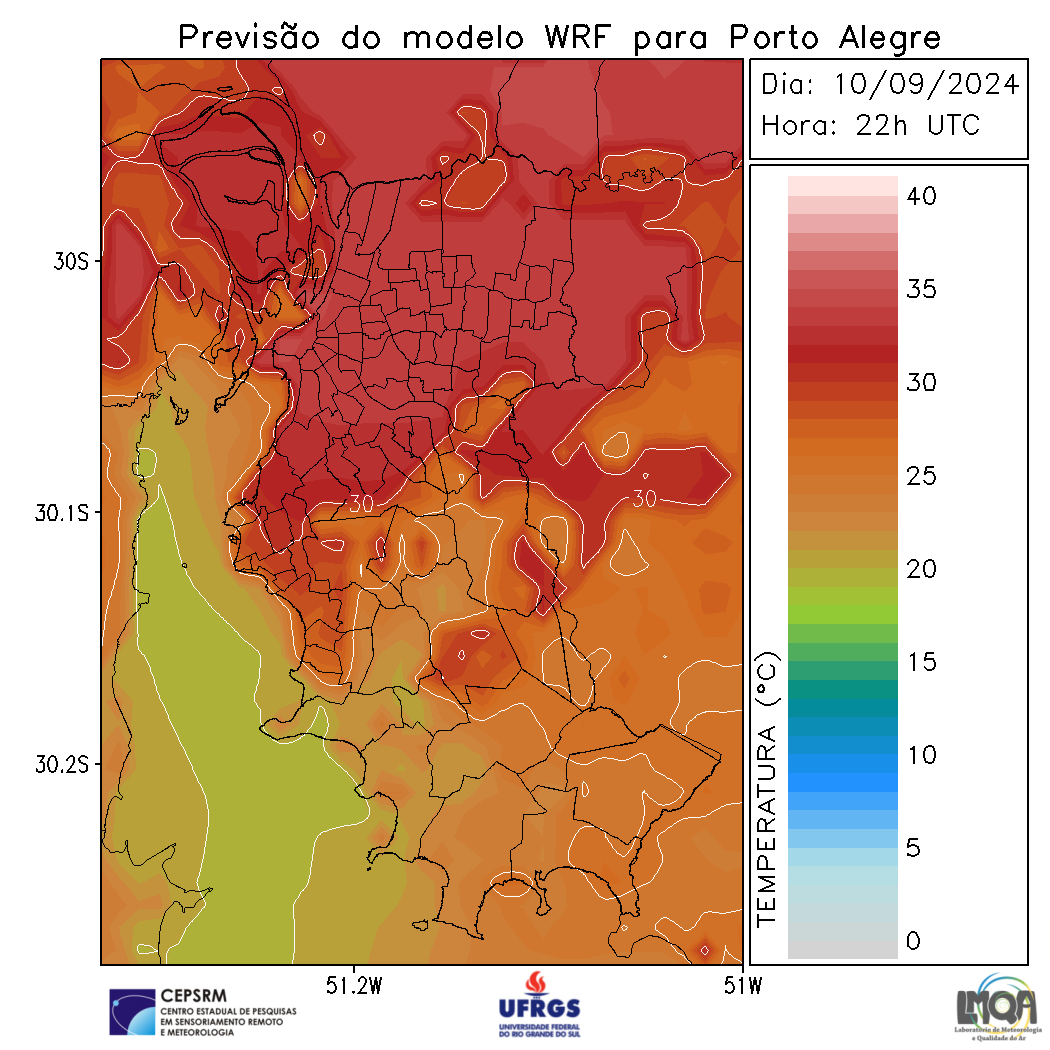 Previsão do modelo WRF para Porto Alegre
Dia: 10/09/2024
Hora: 22h UTC
40
35
30
25
20
15
10
5
0
TEMPERATURA (°C)
30S
30.1S
30.2S
30
30
51.2W
51W
CEPSRM
CENTRO ESTADUAL DE PESQUISAS
EM SENSORIAMENTO REMOTO
E METEOROLOGIA
UFRGS
UNIVERSIDADE FEDERAL
DO RIO GRANDE DO SUL
LMQA
Laboratório de Meteorologia
e Qualidade do Ar